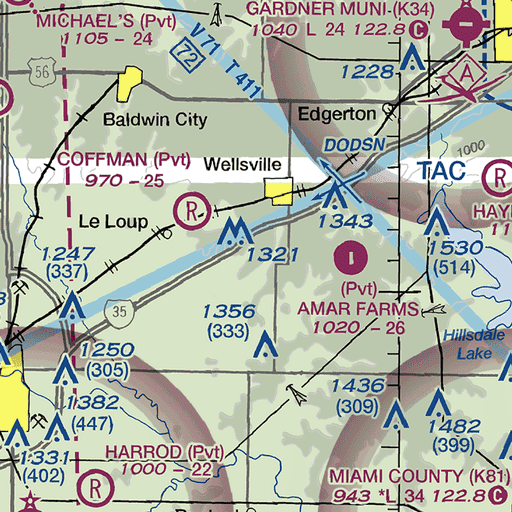 MICHAEL'S (Pvt)
1105 - 24
GARDNER MUNI (K34)
1040 L 24 122.8 C
V 71 T 411
72
56
1228
A
Baldwin City
Edgerton
DODSN
1000
COFFMAN (Pvt)
970 - 25
Wellsville
TAC
R
R
HAY
11
Le Loup
1343
1247
(337)
1321
1530
(514)
(Pvt)
AMAR FARMS
1020 - 26
35
1356
(333)
Hillsdale
Lake
1250
(305)
1436
(309)
1382
(447)
1482
(399)
1331
(402)
HARROD (Pvt)
1000 - 22
R
MIAMI COUNTY (K81)
943 *L 34 122.8 C